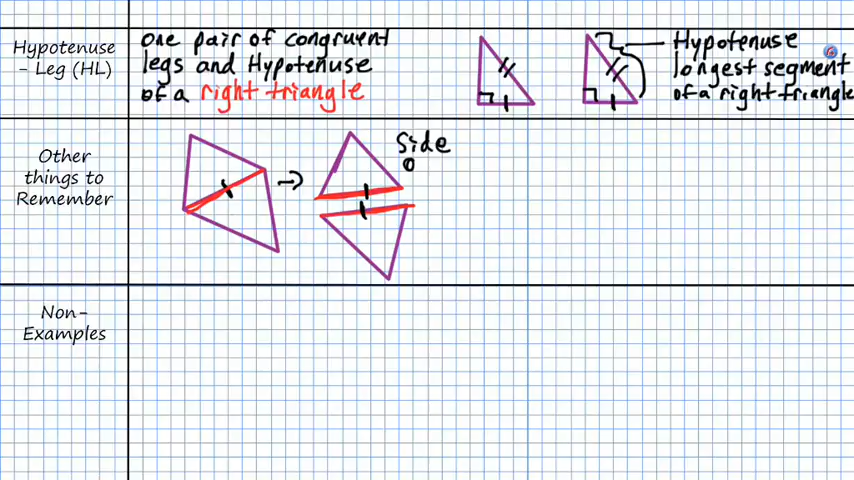 Hypotenuse
- Leg (HL)
one pair of congruent
legs and Hypotenuse
of a right triangle
Hypotenuse
longest segment
of a right triangle
Other
things to
Remember
Side
o
Non-
Examples